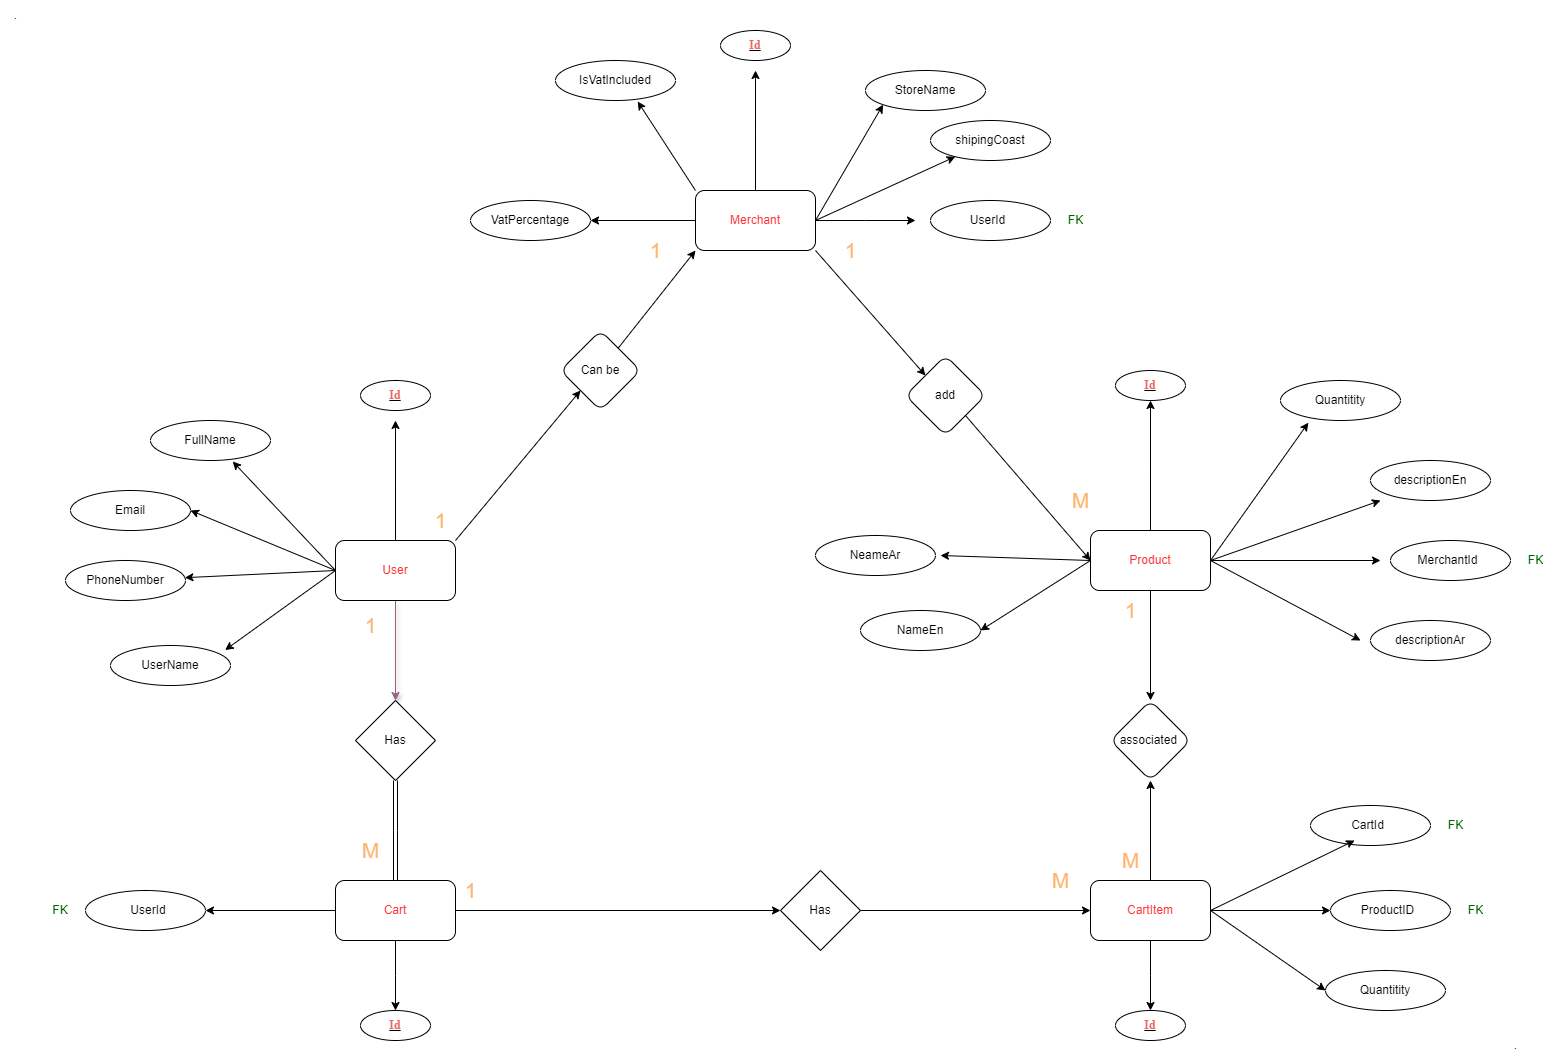 Id
IsVatIncluded
StoreName
shipingCoast
VatPercentage
Merchant
UserId
FK
1
1
Can be
add
Id
Id
Quantitity
FullName
descriptionEn
Email
M
1
NeameAr
Product
MerchantId
FK
User
PhoneNumber
1
1
NameEn
descriptionAr
UserName
Has
associated
CartId
FK
M
M
1
M
FK
UserId
Cart
Has
CartItem
ProductID
FK
Quantitity
Id
Id